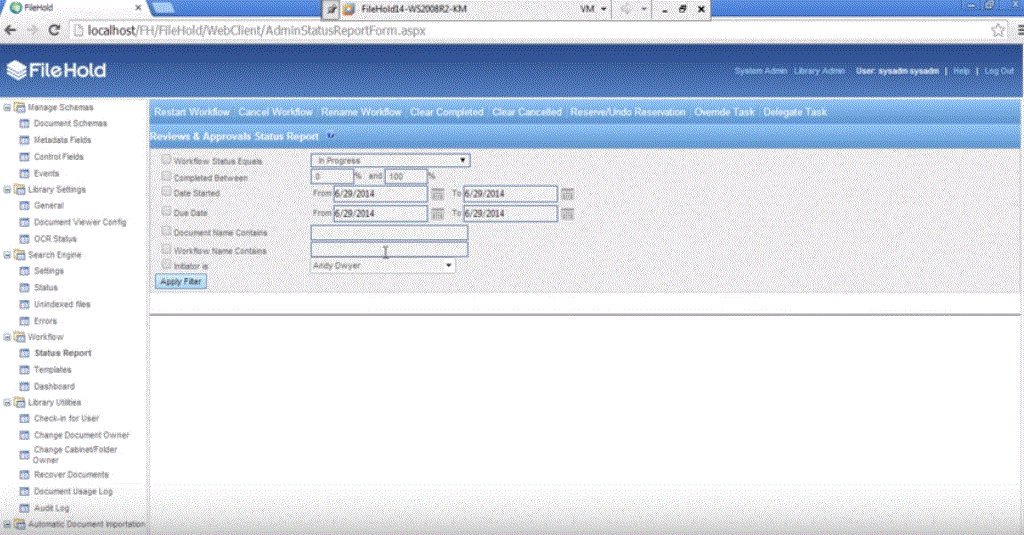 FileHold
FileHold14-WS2008R2-KM
VM
localhost/FH/FileHold/WebClient/AdminStatusReportForm.aspx
FileHold
System Admin Library Admin User: sysadm sysadm | Help | Log Out
Manage Schemas
Document Schemas
Metadata Fields
Control Fields
Events
Library Settings
General
Document Viewer Config
OCR Status
Search Engine
Settings
Status
Unindexed files
Errors
Workflow
Status Report
Templates
Dashboard
Library Utilities
Check-in for User
Change Document Owner
Change Cabinet/Folder
Owner
Recover Documents
Document Usage Log
Audit Log
Automatic Document Importation
Restart Workflow Cancel Workflow Rename Workflow Clear Completed Clear Cancelled Reserve/Undo Reservation Override Task Delegate Task
Reviews & Approvals Status Report
Workflow Status Equals In Progress
Completed Between 0 % and 100 %
Date Started From 6/29/2014 To 6/29/2014
Due Date From 6/29/2014 To 6/29/2014
Document Name Contains
Workflow Name Contains
Initiator is Andy Dwyer
Apply Filter